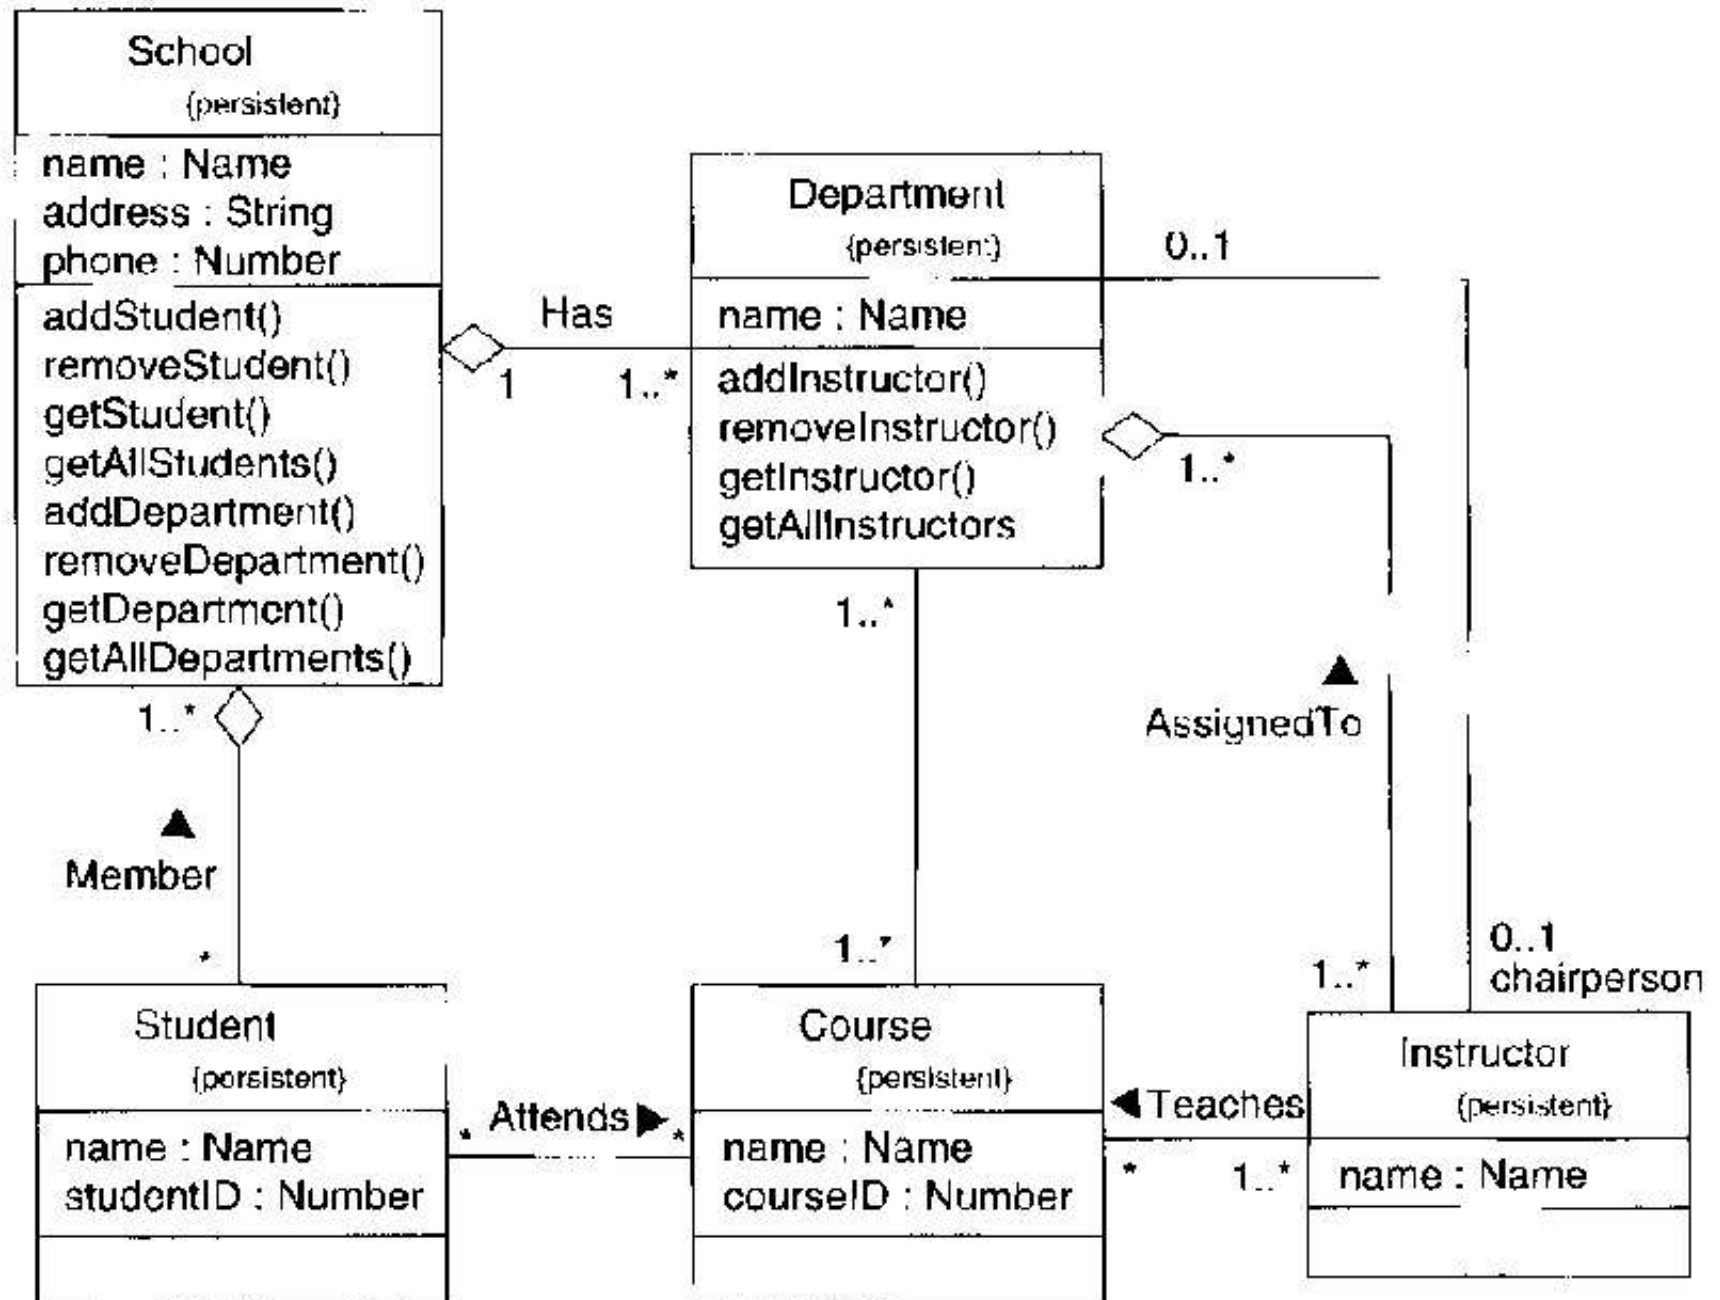 School
{persistent}
name : Name
address : String
phone : Number
addStudent()
removeStudent()
getStudent()
getAllStudents()
addDepartment()
removeDepartment()
getDepartment()
getAllDepartments()
Has
1
1..*
Department
{persistent}
name : Name
addInstructor()
removeInstructor()
getInstructor()
getAllInstructors
0..1
1..*
1..*
1..*
AssignedTo
Member
*
1..*
1..*
0..1
chairperson
Student
{persistent}
name : Name
studentID : Number
* Attends *
Course
{persistent}
name : Name
courseID : Number
Teaches
*
1..*
Instructor
{persistent}
name : Name